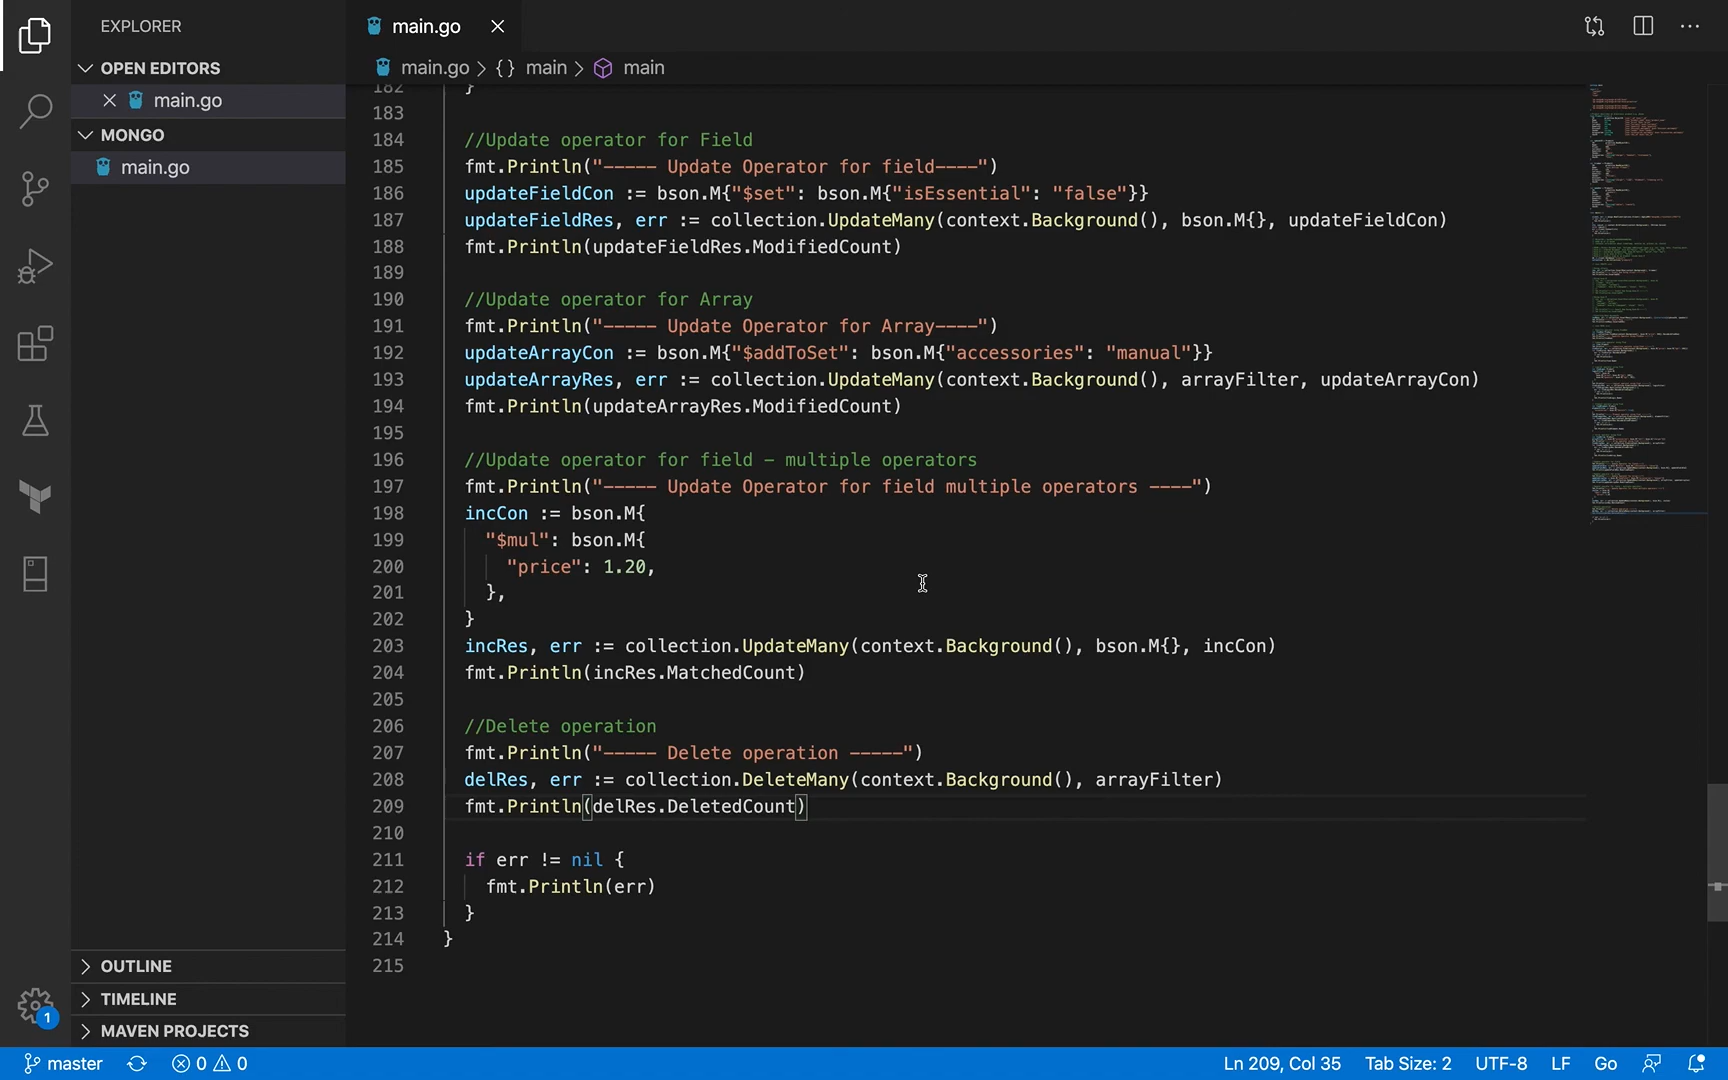 EXPLORER
OPEN EDITORS
main.go
MONGO
main.go
OUTLINE
TIMELINE
MAVEN PROJECTS
1
main.go
main.go > {} main > main
182 }
183
184 //Update operator for Field
185 fmt.Println("----- Update Operator for field----")
186 updateFieldCon := bson.M{"$set": bson.M{"isEssential": "false"}}
187 updateFieldRes, err := collection.UpdateMany(context.Background(), bson.M{}, updateFieldCon)
188 fmt.Println(updateFieldRes.ModifiedCount)
189
190 //Update operator for Array
191 fmt.Println("----- Update Operator for Array----")
192 updateArrayCon := bson.M{"$addToSet": bson.M{"accessories": "manual"}}
193 updateArrayRes, err := collection.UpdateMany(context.Background(), arrayFilter, updateArrayCon)
194 fmt.Println(updateArrayRes.ModifiedCount)
195
196 //Update operator for field - multiple operators
197 fmt.Println("----- Update Operator for field multiple operators ----")
198 incCon := bson.M{
199 "$mul": bson.M{
200 "price": 1.20,
201 },
202 }
203 incRes, err := collection.UpdateMany(context.Background(), bson.M{}, incCon)
204 fmt.Println(incRes.MatchedCount)
205
206 //Delete operation
207 fmt.Println("----- Delete operation -----")
208 delRes, err := collection.DeleteMany(context.Background(), arrayFilter)
209 fmt.Println(delRes.DeletedCount)
210
211 if err != nil {
212 fmt.Println(err)
213 }
214 }
215
master 0 0 Ln 209, Col 35 Tab Size: 2 UTF-8 LF Go